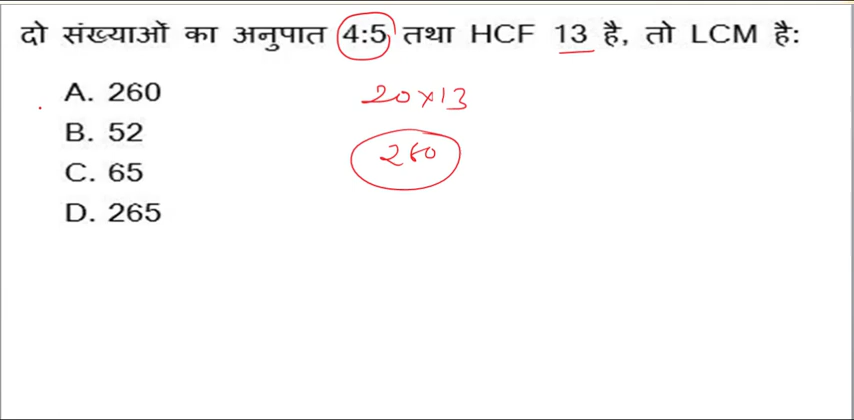 दो संख्याओं का अनुपात 4:5 तथा HCF 13 है, तो LCM है:
A. 260
20×13
B. 52
260
C. 65
D. 265